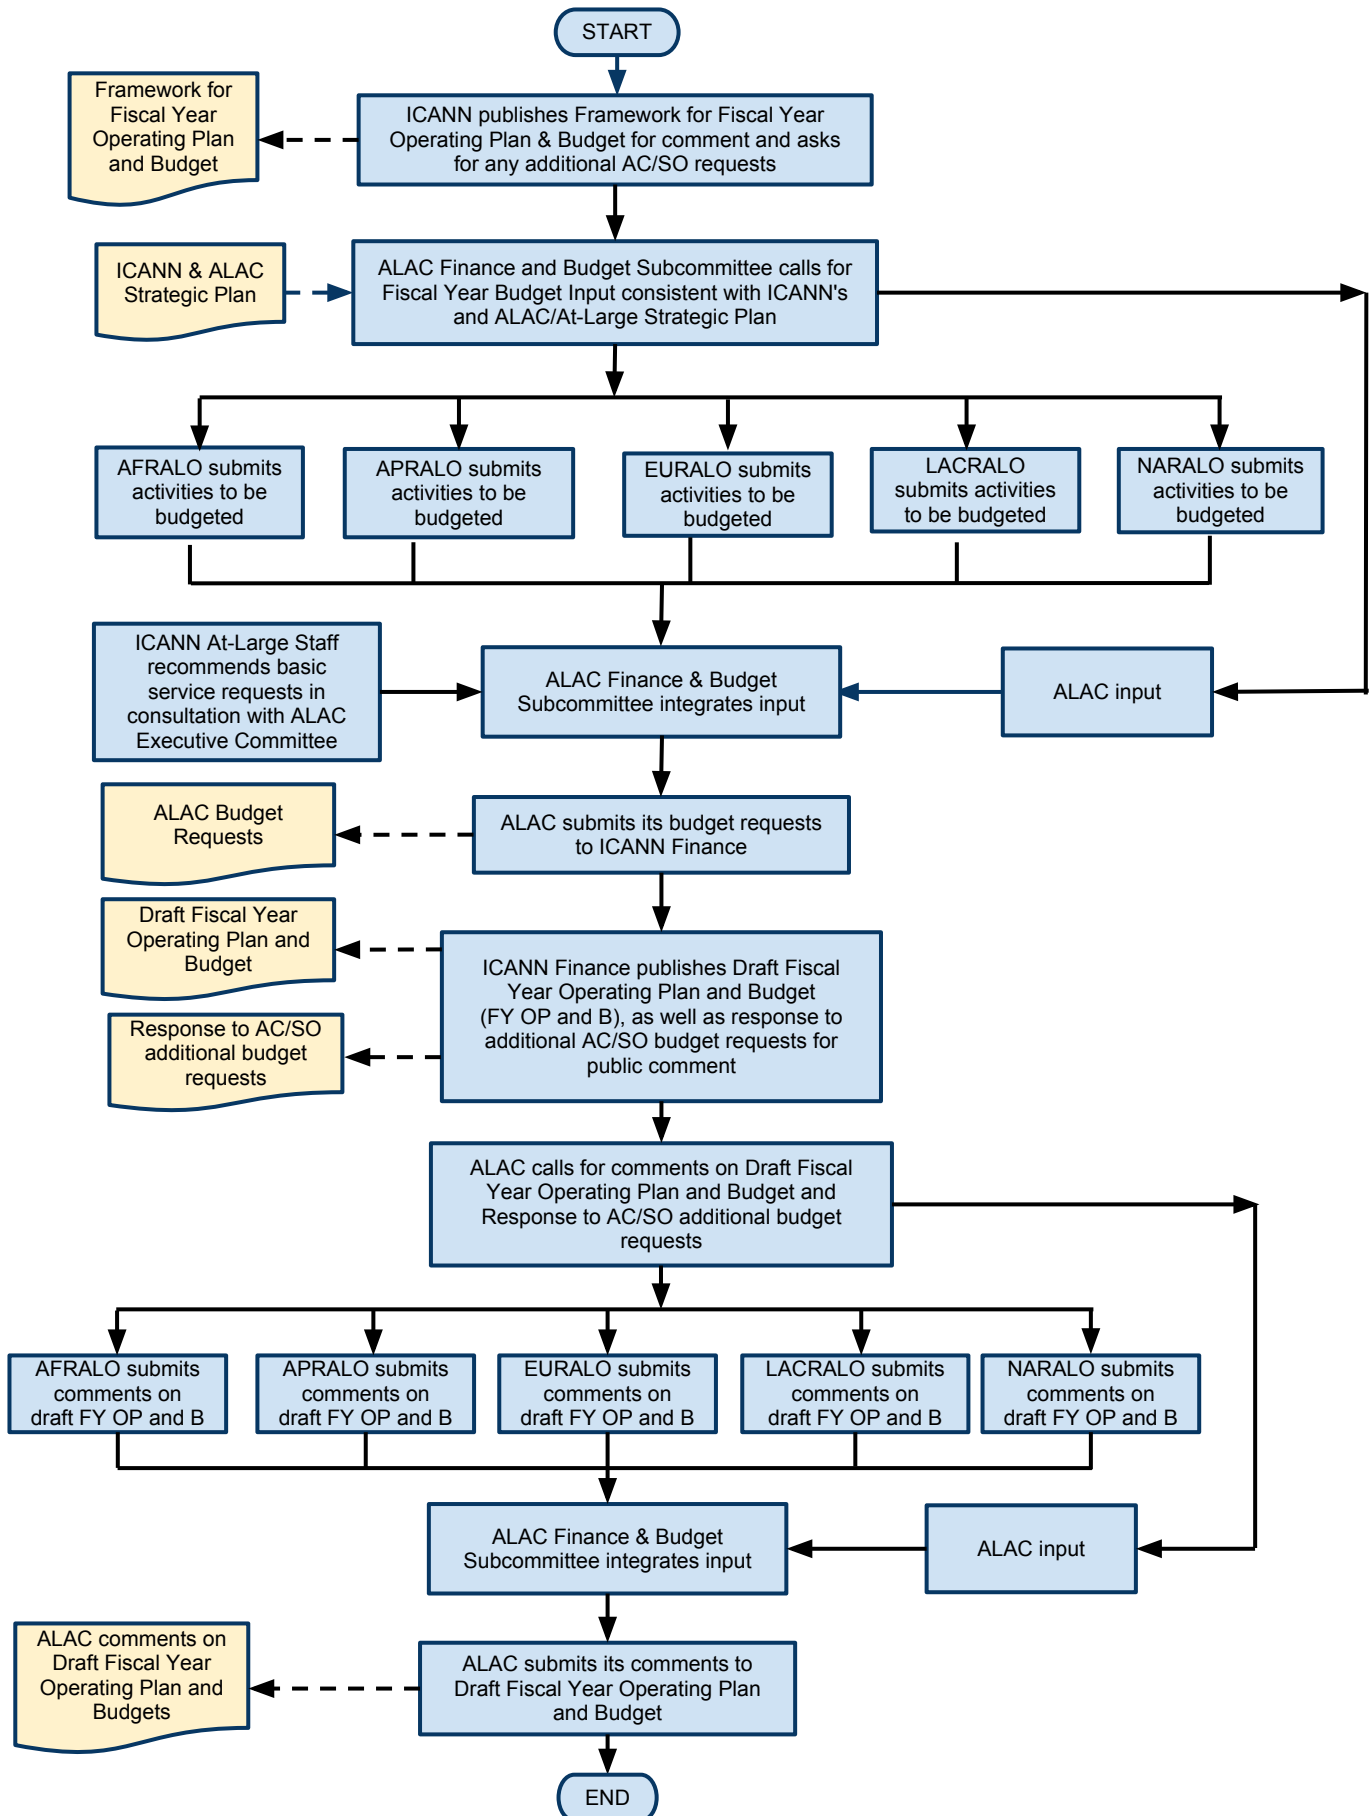 START
Framework for
Fiscal Year
Operating Plan
and Budget
ICANN publishes Framework for Fiscal Year
Operating Plan & Budget for comment and asks
for any additional AC/SO requests
ICANN & ALAC
Strategic Plan
ALAC Finance and Budget Subcommittee calls for
Fiscal Year Budget Input consistent with ICANN's
and ALAC/At-Large Strategic Plan
AFRALO submits
activities to be
budgeted
APRALO submits
activities to be
budgeted
EURALO submits
activities to be
budgeted
LACRALO
submits activities
to be budgeted
NARALO submits
activities to be
budgeted
ICANN At-Large Staff
recommends basic
service requests in
consultation with ALAC
Executive Committee
ALAC Finance & Budget
Subcommittee integrates input
ALAC input
ALAC Budget
Requests
ALAC submits its budget requests
to ICANN Finance
Draft Fiscal Year
Operating Plan and
Budget
ICANN Finance publishes Draft Fiscal
Year Operating Plan and Budget
(FY OP and B), as well as response to
additional AC/SO budget requests for
public comment
Response to AC/SO
additional budget
requests
ALAC calls for comments on Draft Fiscal
Year Operating Plan and Budget and
Response to AC/SO additional budget
requests
AFRALO submits
comments on
draft FY OP and B
APRALO submits
comments on
draft FY OP and B
EURALO submits
comments on
draft FY OP and B
LACRALO submits
comments on
draft FY OP and B
NARALO submits
comments on
draft FY OP and B
ALAC Finance & Budget
Subcommittee integrates input
ALAC input
ALAC comments on
Draft Fiscal Year
Operating Plan and
Budgets
ALAC submits its comments to
Draft Fiscal Year Operating Plan
and Budget
END